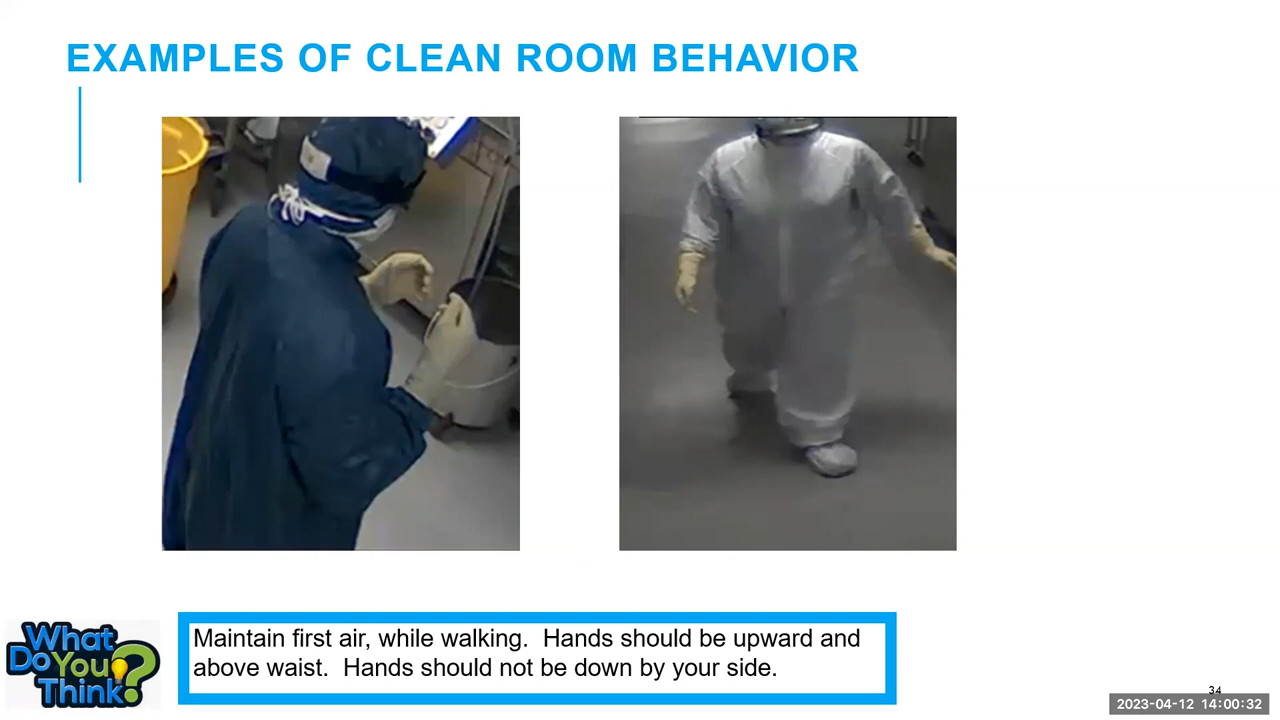 EXAMPLES OF CLEAN ROOM BEHAVIOR
What
Do You
Think?
Maintain first air, while walking.  Hands should be upward and
above waist.  Hands should not be down by your side.
34
2023-04-12 14:00:32